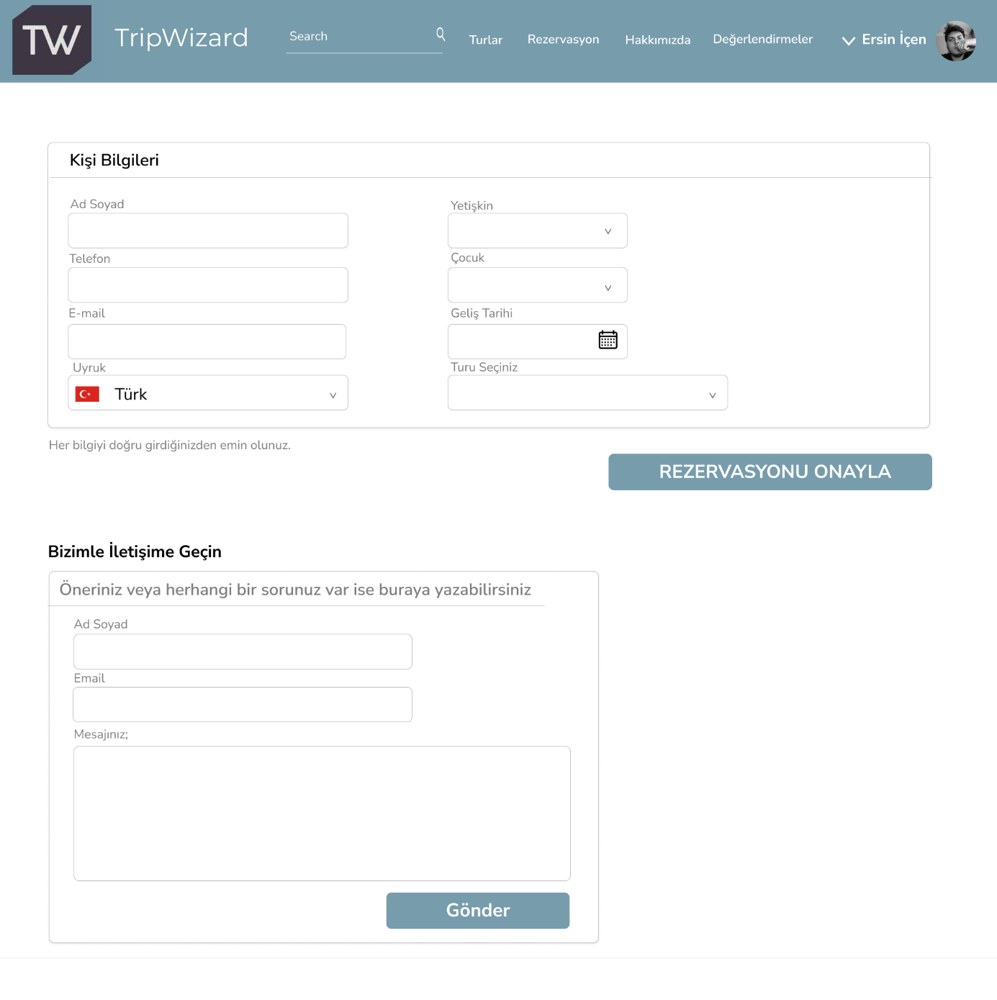 TW
TripWizard
Search
Turlar
Rezervasyon
Hakkımızda
Değerlendirmeler
Ersin İçen
Kişi Bilgileri
Ad Soyad
Yetişkin
Telefon
Çocuk
E-mail
Geliş Tarihi
Uyruk
Turu Seçiniz
Türk
Her bilgiyi doğru girdiğinizden emin olunuz.
REZERVASYONU ONAYLA
Bizimle İletişime Geçin
Öneriniz veya herhangi bir sorunuz var ise buraya yazabilirsiniz
Ad Soyad
Email
Mesajınız;
Gönder